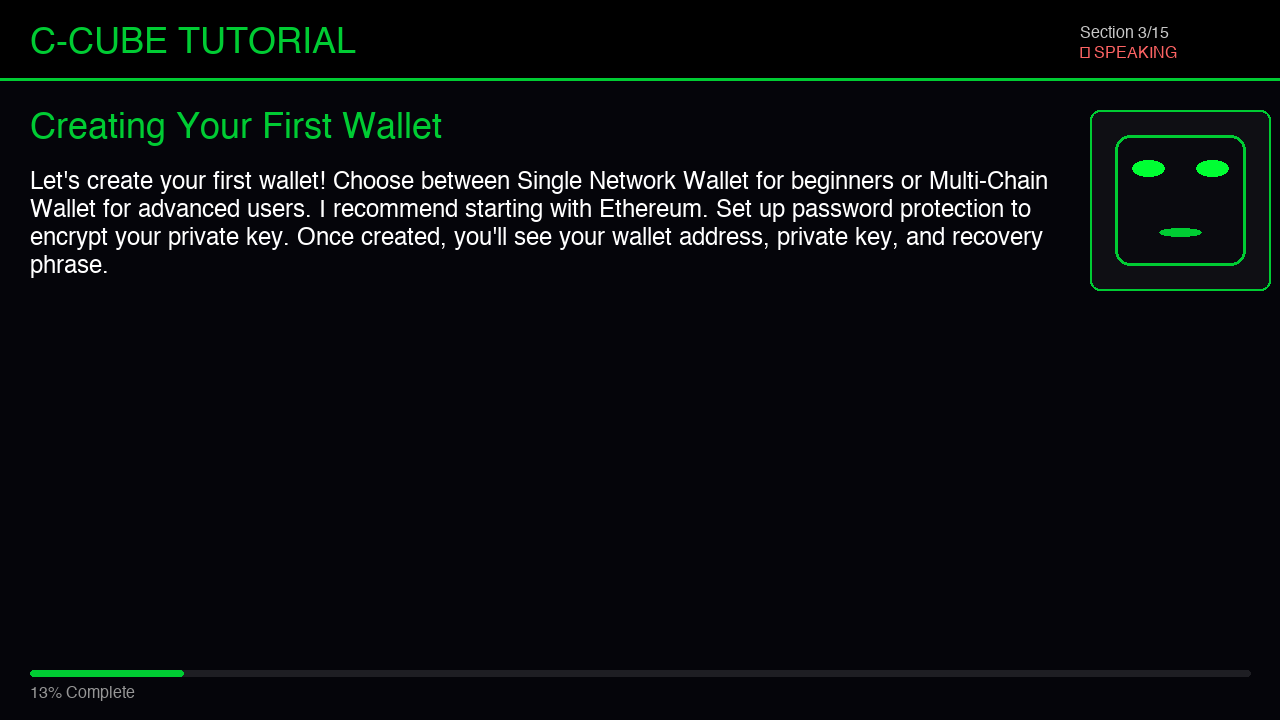 C-CUBE TUTORIAL
Section 3/15
SPEAKING
Creating Your First Wallet
Let's create your first wallet! Choose between Single Network Wallet for beginners or Multi-Chain
Wallet for advanced users. I recommend starting with Ethereum. Set up password protection to
encrypt your private key. Once created, you'll see your wallet address, private key, and recovery
phrase.
13% Complete